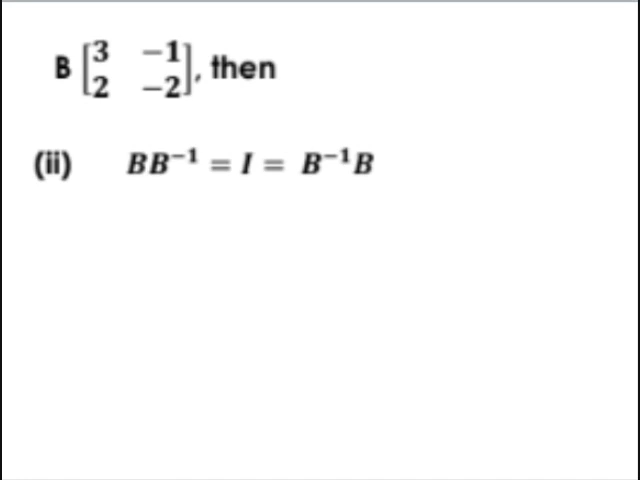 B [3 −1
2 −2], then
(ii) BB⁻¹ = I = B⁻¹B